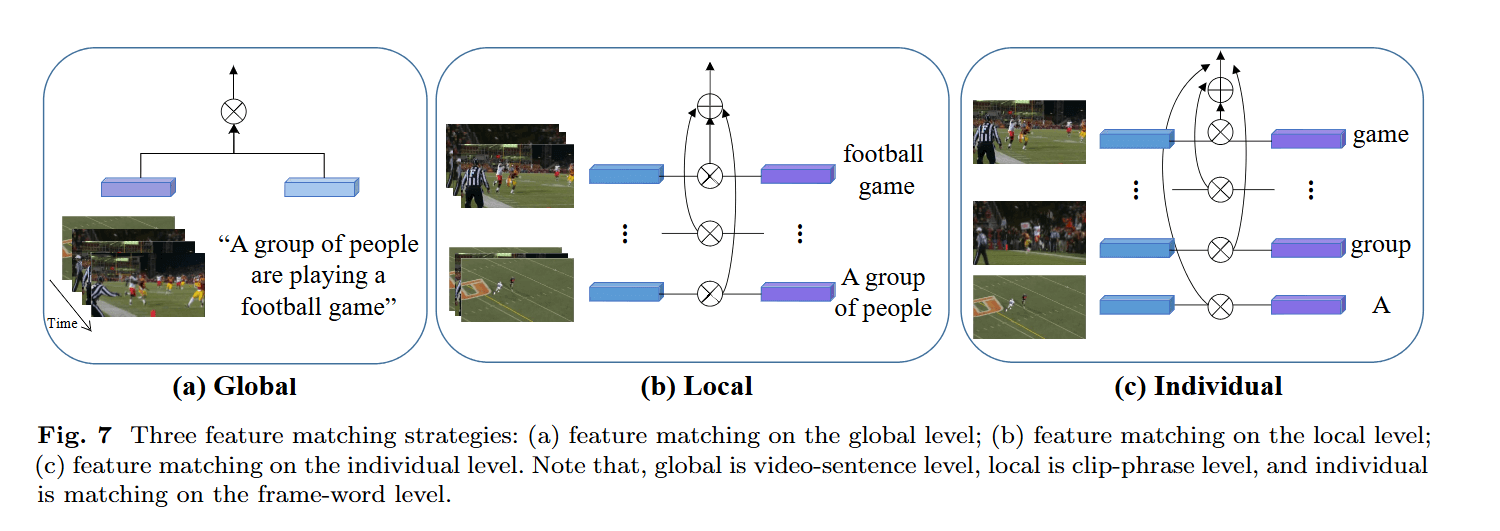 Time
“A group of people
are playing a
football game”
(a) Global
football
game
⋮
⋮
A group
of people
(b) Local
game
⋮
⋮
group
A
(c) Individual
Fig. 7 Three feature matching strategies: (a) feature matching on the global level; (b) feature matching on the local level;
(c) feature matching on the individual level. Note that, global is video-sentence level, local is clip-phrase level, and individual
is matching on the frame-word level.